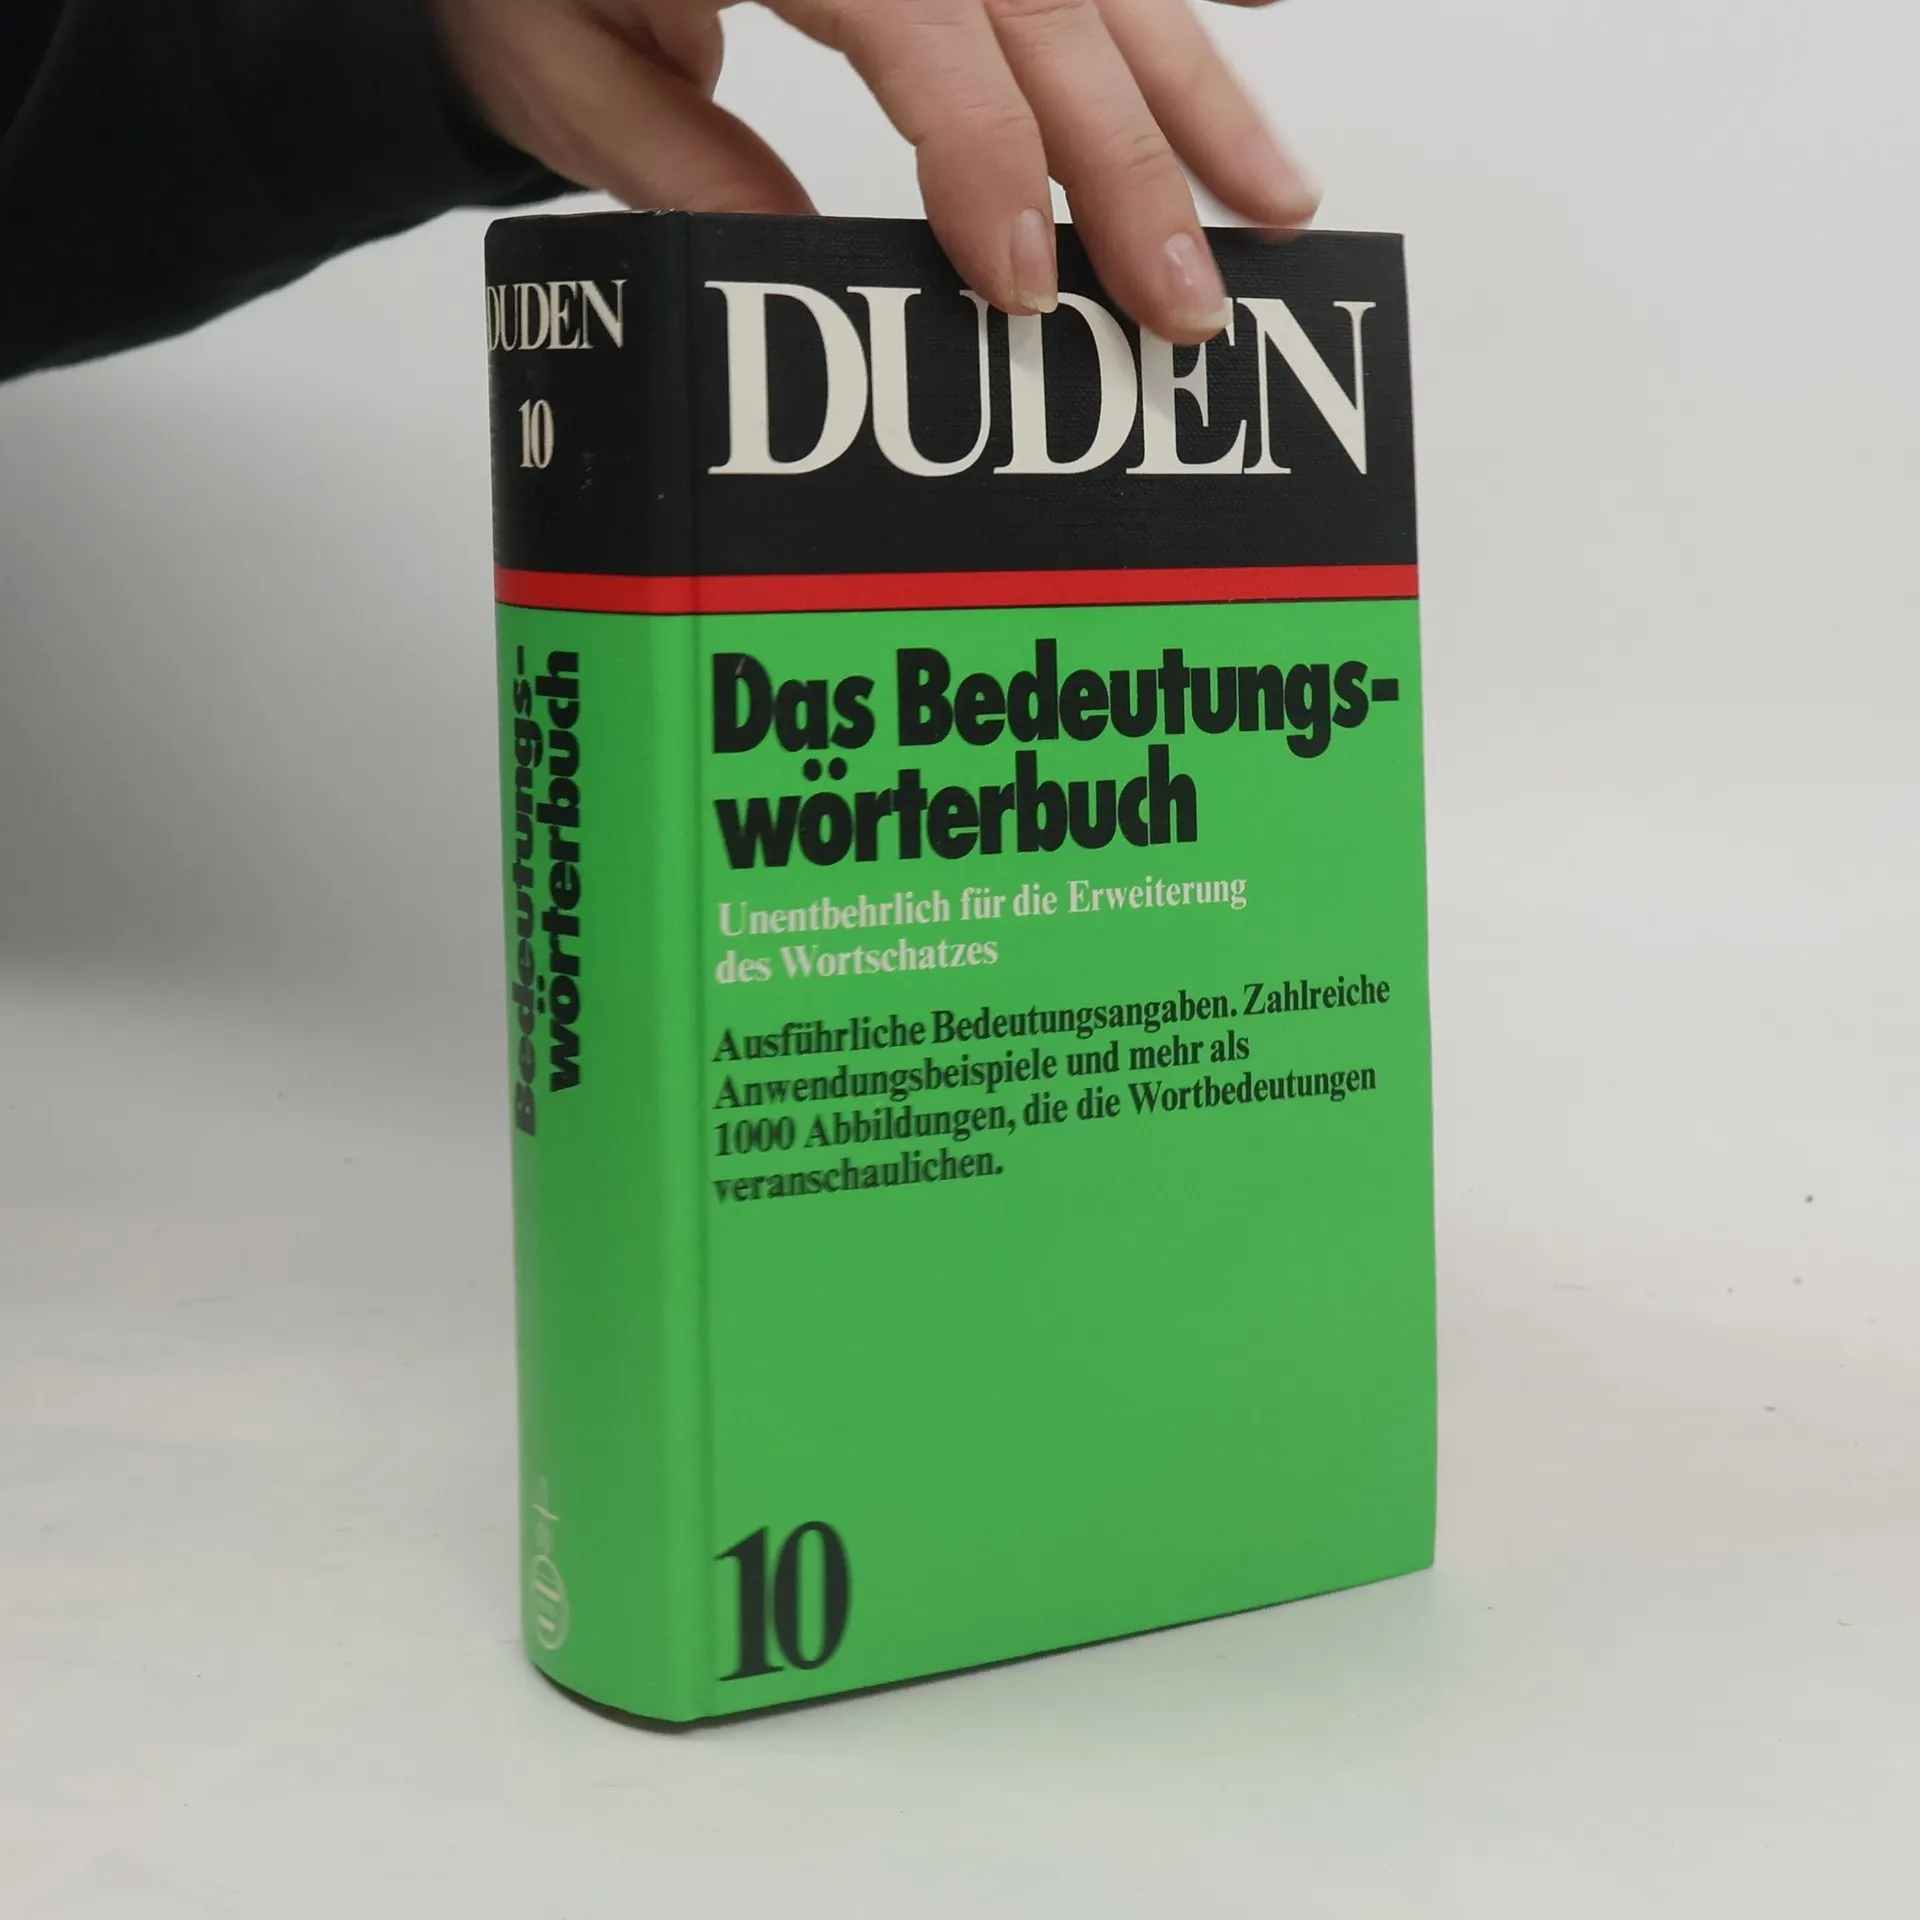 DUDEN
10
Bedeutungs-
wörterbuch
DUDEN
Das Bedeutungs-
wörterbuch
Unentbehrlich für die Erweiterung
des Wortschatzes
Ausführliche Bedeutungsangaben. Zahlreiche
Anwendungsbeispiele und mehr als
1000 Abbildungen, die die Wortbedeutungen
veranschaulichen.
10